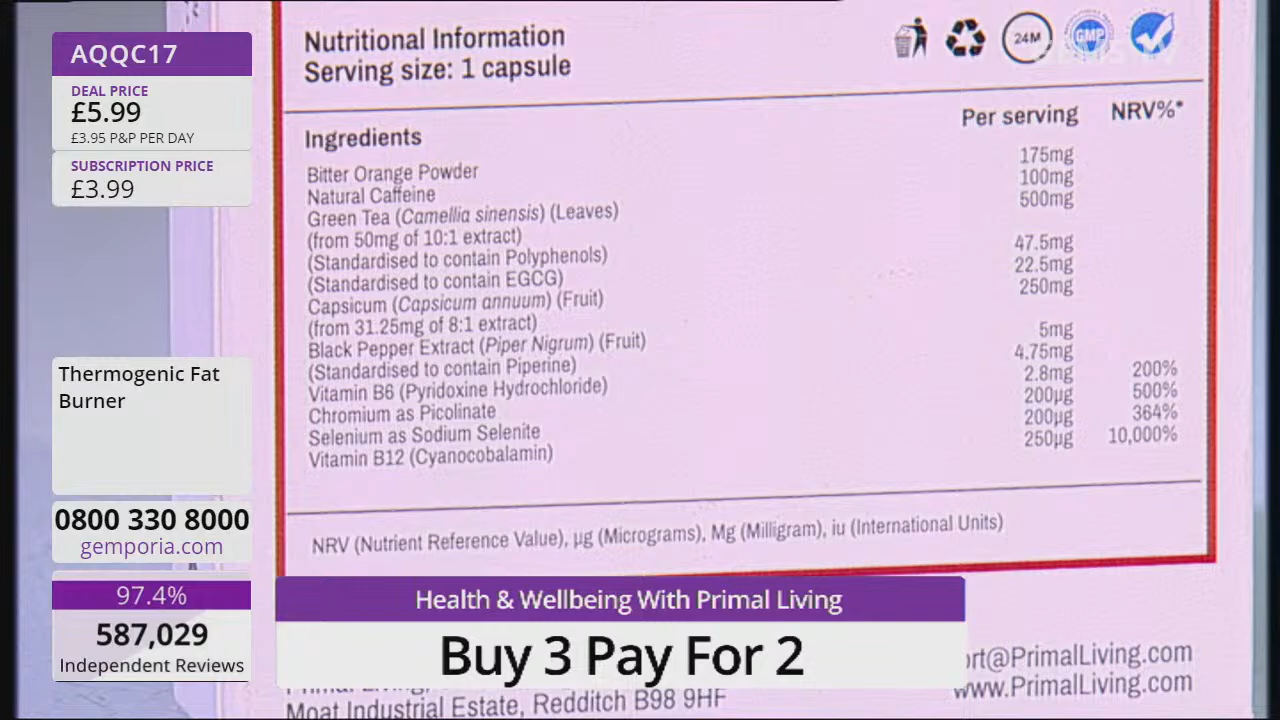 AQQC17
DEAL PRICE
£5.99
£3.95 P&P PER DAY
SUBSCRIPTION PRICE
£3.99
Thermogenic Fat
Burner
0800 330 8000
gemporia.com
97.4%
587,029
Independent Reviews
Nutritional Information
Serving size: 1 capsule
24M
GMP
Ingredients Per serving NRV%*
Bitter Orange Powder 175mg
Natural Caffeine 100mg
Green Tea (Camellia sinensis) (Leaves) 500mg
(from 50mg of 10:1 extract)
(Standardised to contain Polyphenols) 47.5mg
(Standardised to contain EGCG) 22.5mg
Capsicum (Capsicum annuum) (Fruit) 250mg
(from 31.25mg of 8:1 extract)
Black Pepper Extract (Piper Nigrum) (Fruit) 5mg
(Standardised to contain Piperine) 4.75mg
Vitamin B6 (Pyridoxine Hydrochloride) 2.8mg 200%
Chromium as Picolinate 200µg 500%
Selenium as Sodium Selenite 200µg 364%
Vitamin B12 (Cyanocobalamin) 250µg 10,000%
NRV (Nutrient Reference Value), µg (Micrograms), Mg (Milligram), iu (International Units)
Health & Wellbeing With Primal Living
Buy 3 Pay For 2
ort@PrimalLiving.com
www.PrimalLiving.com
Primal Living,
Moat Industrial Estate, Redditch B98 9HF